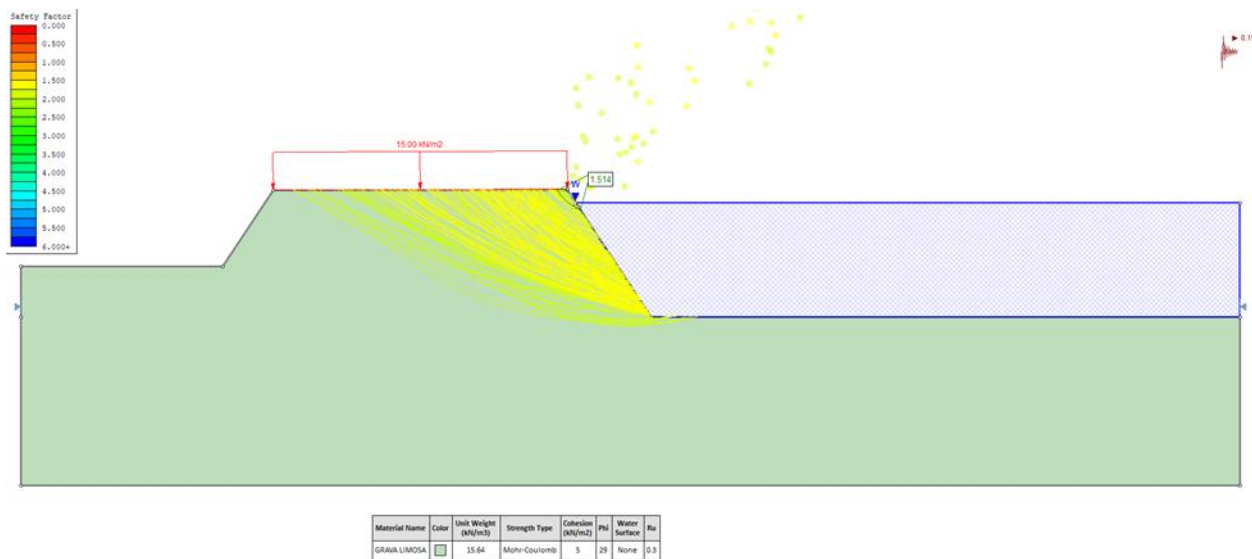 Safety Factor
0.000
0.500
1.000
1.500
2.000
2.500
3.000
3.500
4.000
4.500
5.000
5.500
6.000+
15.00 kN/m2
W
1.514
Material Name Color Unit Weight (kN/m3) Strength Type Cohesion (kN/m2) Phi Water Surface Ru
GRAVA LIMOSA 15.64 Mohr-Coulomb 5 29 None 0.3